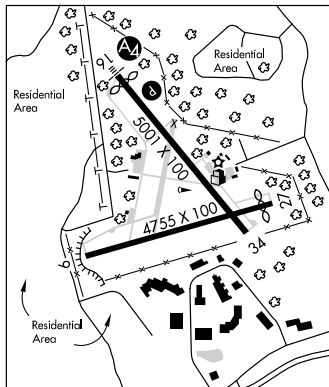 A4
16
Residential
Area
Residential
Area
5001 X 100
X
4755 X 100
27
34
9
Residential
Area